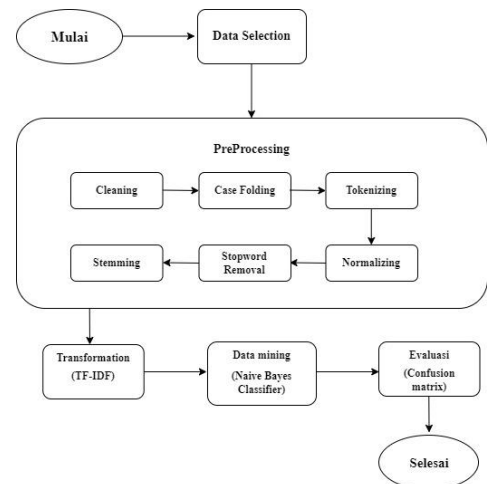 Mulai
Data Selection
PreProcessing
Cleaning
Case Folding
Tokenizing
Normalizing
Stopword
Removal
Stemming
Transformation
(TF-IDF)
Data mining
(Naive Bayes
Classifier)
Evaluasi
(Confusion
matrix)
Selesai